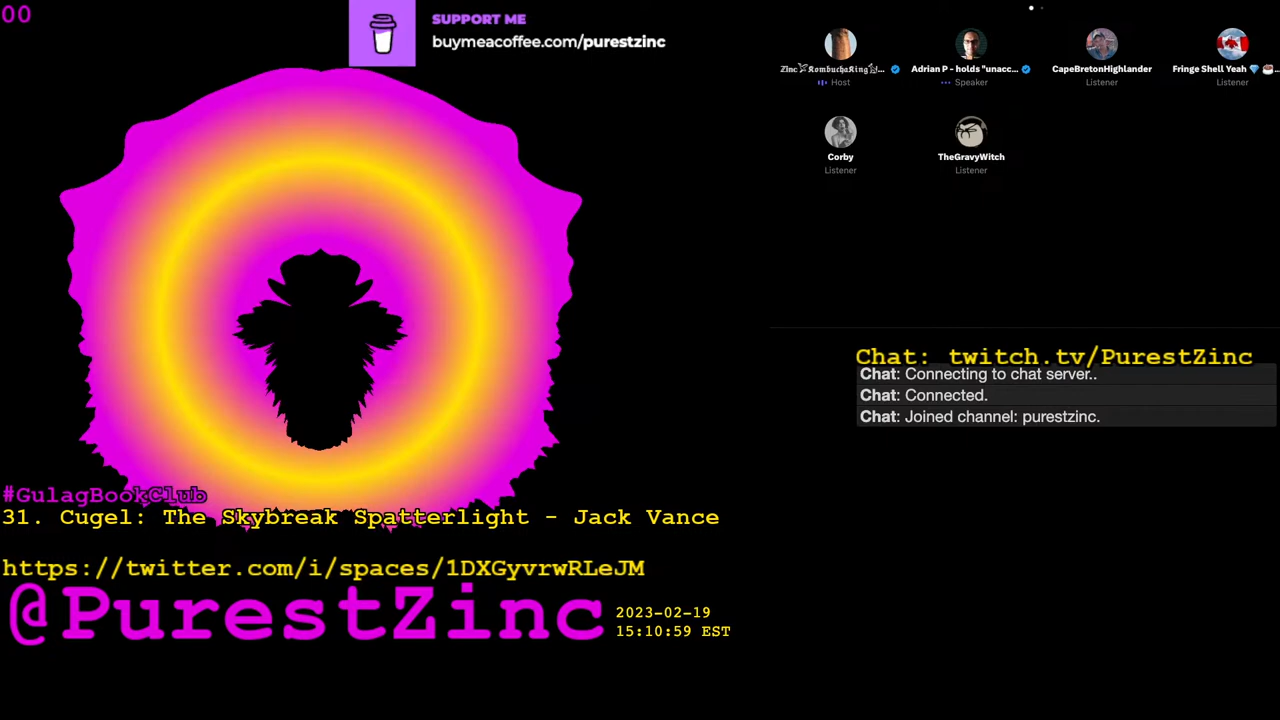 00
SUPPORT ME
buymeacoffee.com/purestzinc
Adrian P - holds "unacc...
CapeBretonHighlander
Fringe Shell Yeah 💎 ☕...
Host
Speaker
Listener
Listener
Corby
TheGravyWitch
Listener
Listener
Chat: twitch.tv/PurestZinc
Chat: Connecting to chat server..
Chat: Connected.
Chat: Joined channel: purestzinc.
#GulagBookClub
31. Cugel: The Skybreak Spatterlight - Jack Vance
https://twitter.com/i/spaces/1DXGyvrwRLeJM
@PurestZinc
2023-02-19
15:10:59 EST